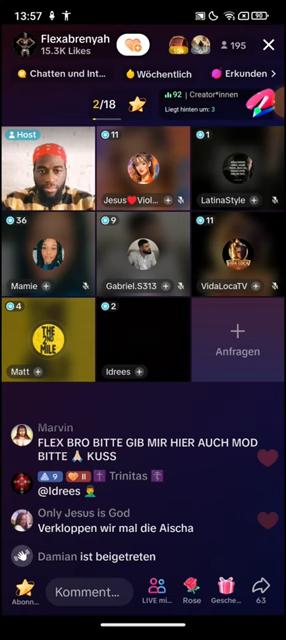 13:57
90
Flexabrenyah
15.3K Likes
195
Chatten und Int...
Wöchentlich
Erkunden
2/18
92 | Creator*innen
Liegt hinten um: 3
Host
11
1
Jesus❤️Viol...
LatinaStyle
36
9
11
Mamie
Gabriel.S313
VidaLocaTV
4
2
THE
2ND
MILE
Matt
Idrees
Anfragen
Marvin
FLEX BRO BITTE GIB MIR HIER AUCH MOD
BITTE 🙏🏻 KUSS
9 II ✝️ Trinitas ☦️
@Idrees 🤦‍♂️
Only Jesus is God
Verkloppen wir mal die Aischa
Damian ist beigetreten
Komment...
Abonn...
LIVE mi...
Rose
Gesche...
63